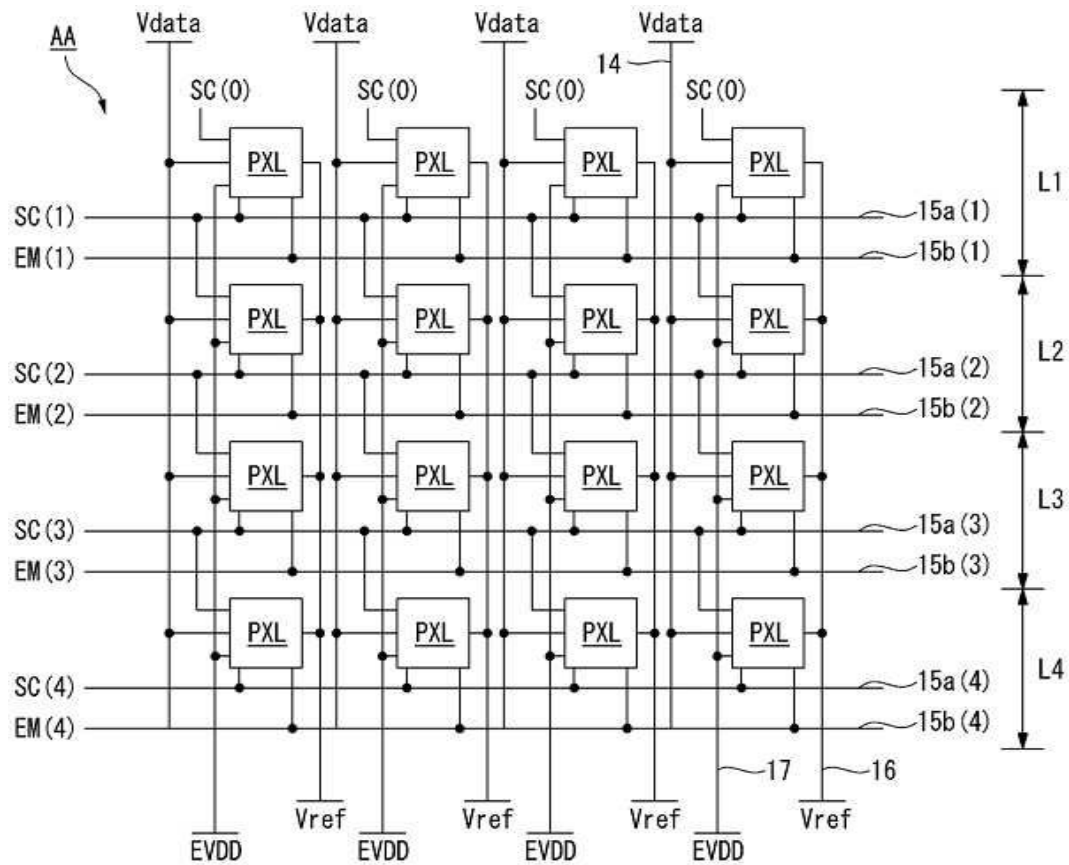 Vdata Vdata Vdata Vdata
AA
14
SC(0) SC(0) SC(0) SC(0)
PXL PXL PXL PXL
L1
SC(1) 15a(1)
EM(1) 15b(1)
PXL PXL PXL PXL
L2
SC(2) 15a(2)
EM(2) 15b(2)
PXL PXL PXL PXL
L3
SC(3) 15a(3)
EM(3) 15b(3)
PXL PXL PXL PXL
L4
SC(4) 15a(4)
EM(4) 15b(4)
17 16
Vref Vref Vref Vref
EVDD EVDD EVDD EVDD